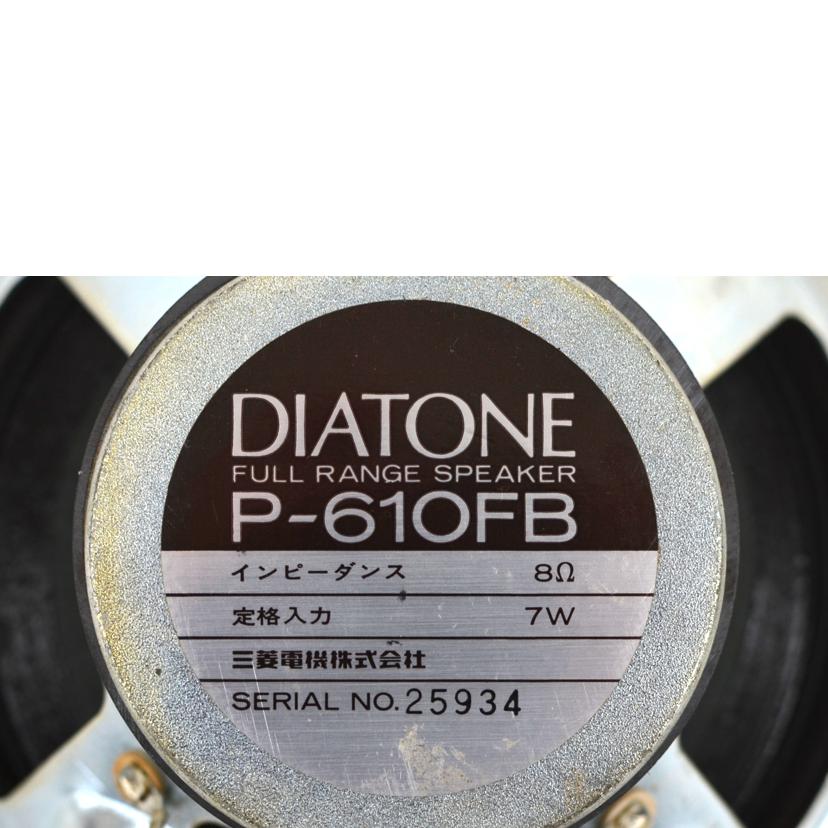 DIATONE
FULL RANGE SPEAKER
P-610FB
インピーダンス 8Ω
定格入力 7W
三菱電機株式会社
SERIAL NO. 25934